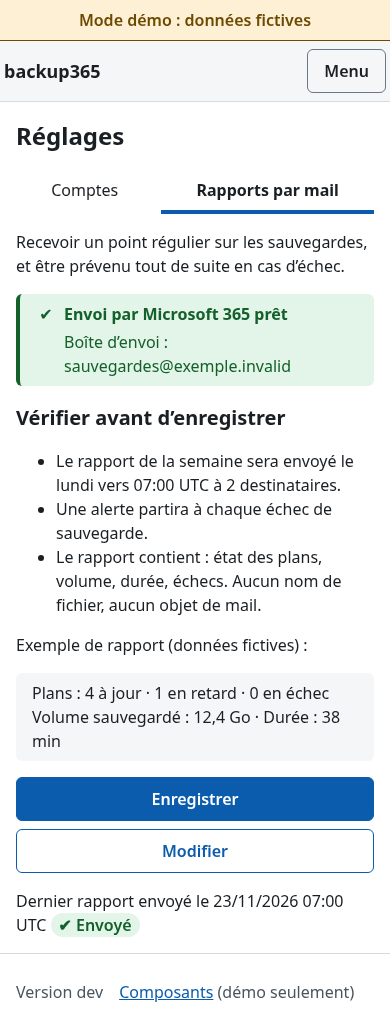 Mode démo : données fictives
backup365
Menu
Réglages
Comptes
Rapports par mail
Recevoir un point régulier sur les sauvegardes,
et être prévenu tout de suite en cas d’échec.
✔ Envoi par Microsoft 365 prêt
Boîte d’envoi :
sauvegardes@exemple.invalid
Vérifier avant d’enregistrer
• Le rapport de la semaine sera envoyé le
lundi vers 07:00 UTC à 2 destinataires.
• Une alerte partira à chaque échec de
sauvegarde.
• Le rapport contient : état des plans,
volume, durée, échecs. Aucun nom de
fichier, aucun objet de mail.
Exemple de rapport (données fictives) :
Plans : 4 à jour · 1 en retard · 0 en échec
Volume sauvegardé : 12,4 Go · Durée : 38
min
Enregistrer
Modifier
Dernier rapport envoyé le 23/11/2026 07:00
UTC ✔ Envoyé
Version dev Composants (démo seulement)